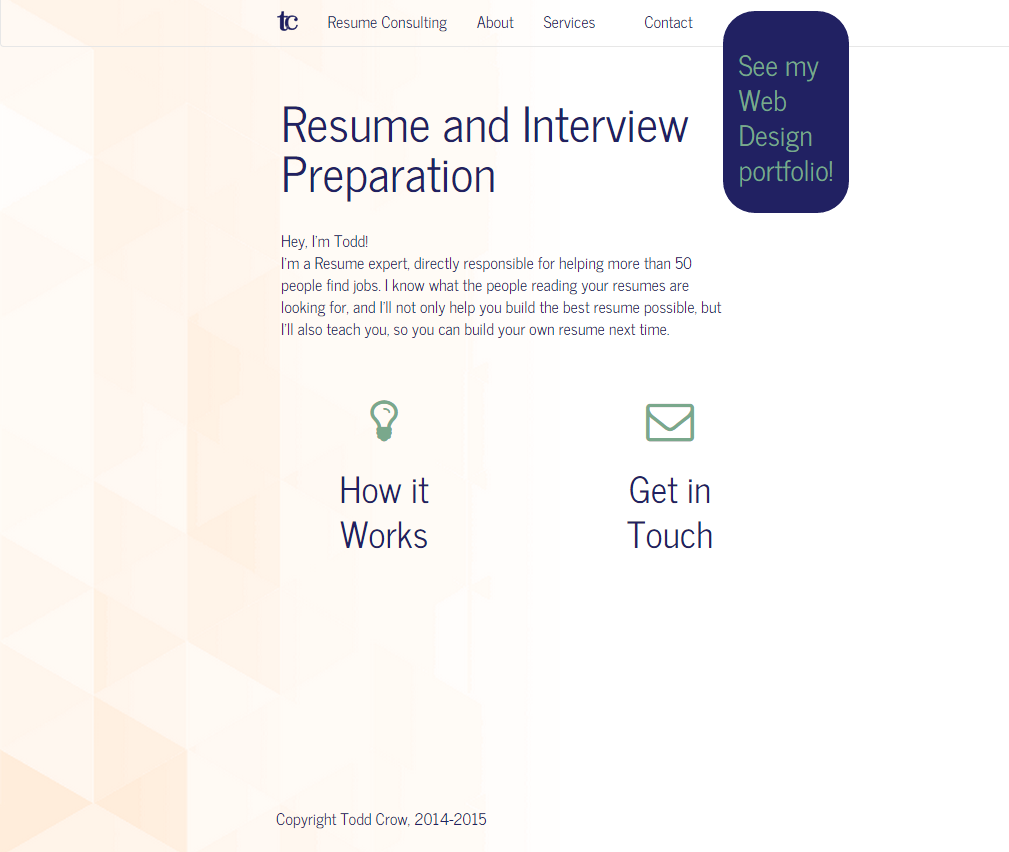 tc Resume Consulting About Services Contact
See my
Web
Design
portfolio!
Resume and Interview
Preparation
Hey, I'm Todd!
I'm a Resume expert, directly responsible for helping more than 50
people find jobs. I know what the people reading your resumes are
looking for, and I'll not only help you build the best resume possible, but
I'll also teach you, so you can build your own resume next time.
How it
Works
Get in
Touch
Copyright Todd Crow, 2014-2015